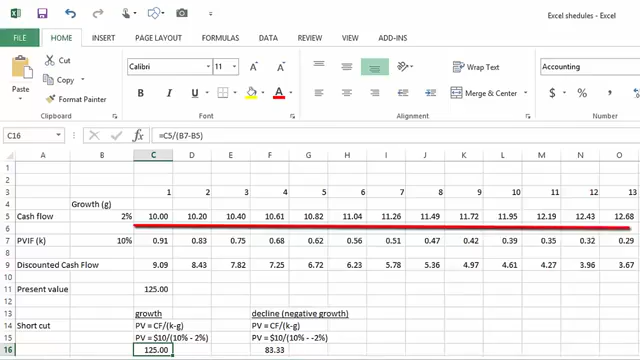 Excel shedules - Excel
FILE HOME INSERT PAGE LAYOUT FORMULAS DATA REVIEW VIEW ADD-INS
Cut
Copy
Format Painter
Paste
Clipboard
Calibri 11
B I U
Font
Wrap Text
Merge & Center
Alignment
Accounting
$ %
C16 fx =C5/(B7-B5)
A B C D E F G H I J K L M N O
1
2
3 1 2 3 4 5 6 7 8 9 10 11 12 13
4 Growth (g)
5 Cash flow 2% 10.00 10.20 10.40 10.61 10.82 11.04 11.26 11.49 11.72 11.95 12.19 12.43 12.68
6
7 PVIF (k) 10% 0.91 0.83 0.75 0.68 0.62 0.56 0.51 0.47 0.42 0.39 0.35 0.32 0.29
8
9 Discounted Cash Flow 9.09 8.43 7.82 7.25 6.72 6.23 5.78 5.36 4.97 4.61 4.27 3.96 3.67
10
11 Present value 125.00
12
13 growth decline (negative growth)
14 Short cut PV = CF/(k-g) PV = CF/(k-g)
15 PV = $10/(10% - 2%) PV = $10/(10% - -2%)
16 125.00 83.33